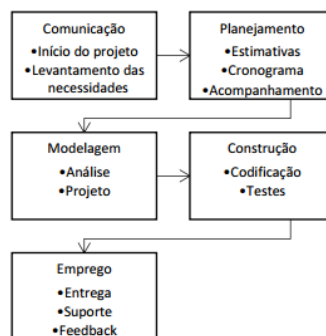 Comunicação
•Início do projeto
•Levantamento das
necessidades
Planejamento
•Estimativas
•Cronograma
•Acompanhamento
Modelagem
•Análise
•Projeto
Construção
•Codificação
•Testes
Emprego
•Entrega
•Suporte
•Feedback